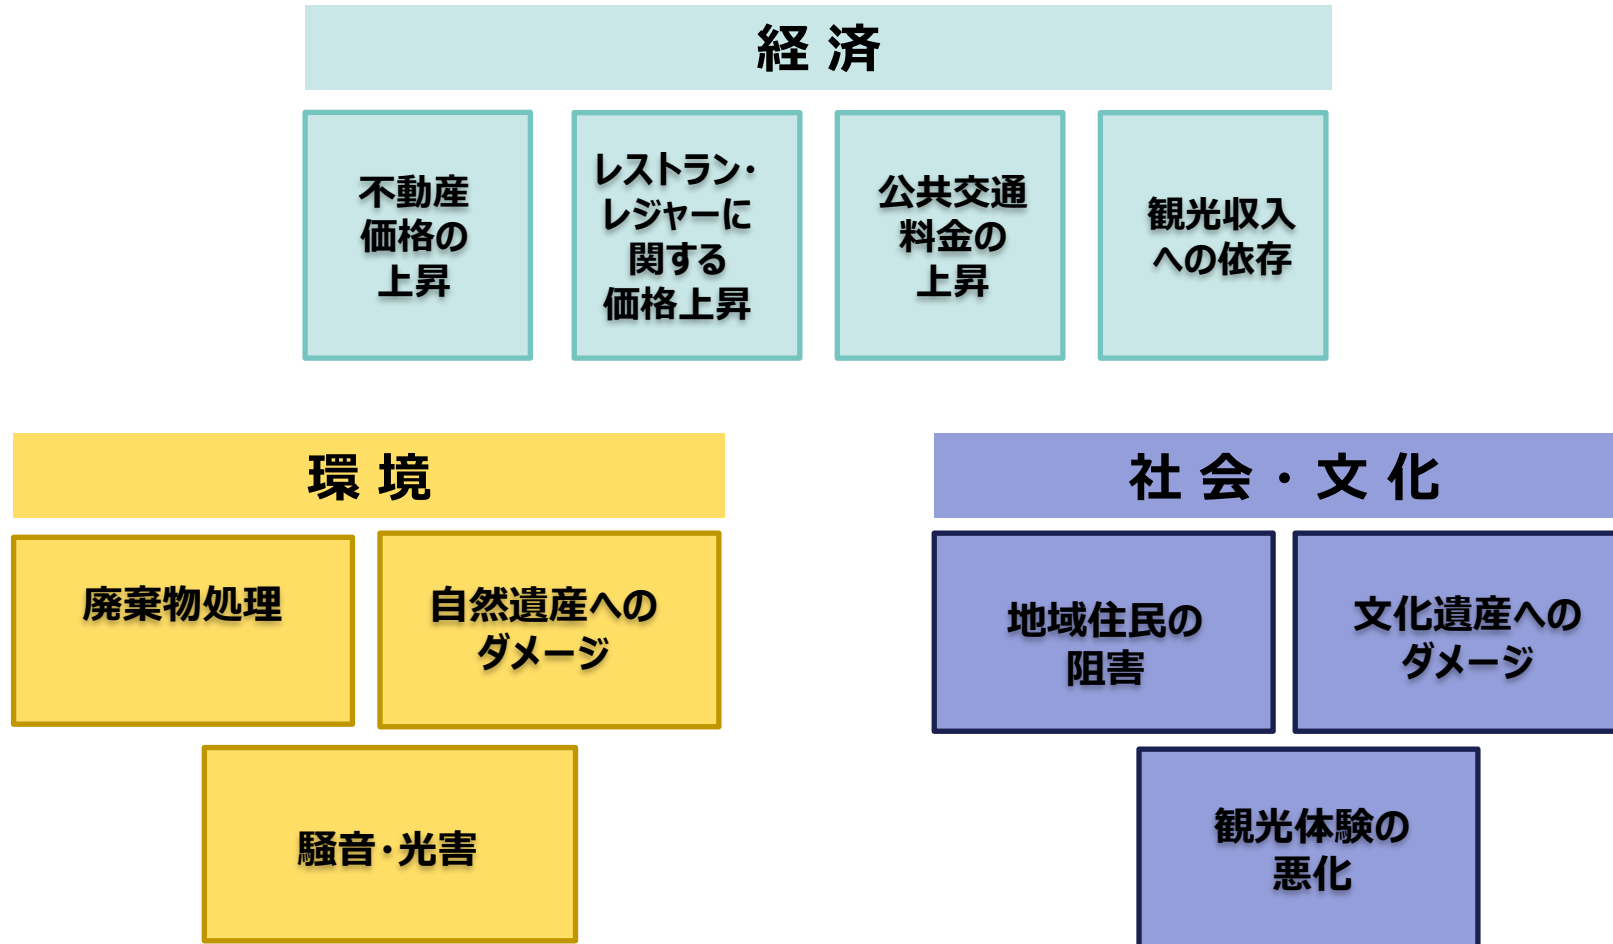 経済
不動産
価格の
上昇
レストラン・
レジャーに
関する
価格上昇
公共交通
料金の
上昇
観光収入
への依存
環境
廃棄物処理
自然遺産への
ダメージ
騒音・光害
社会・文化
地域住民の
阻害
文化遺産への
ダメージ
観光体験の
悪化